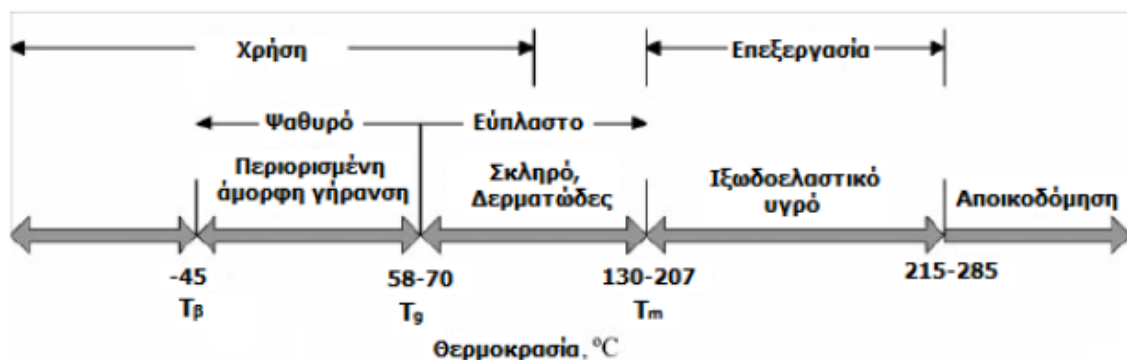 Χρήση
Επεξεργασία
Ψαθυρό
Εύπλαστο
Περιορισμένη
άμορφη γήρανση
Σκληρό,
Δερματώδες
Ιξωδοελαστικό
υγρό
Αποικοδόμηση
-45
58-70
130-207
215-285
Tβ
Tg
Tm
Θερμοκρασία, ºC